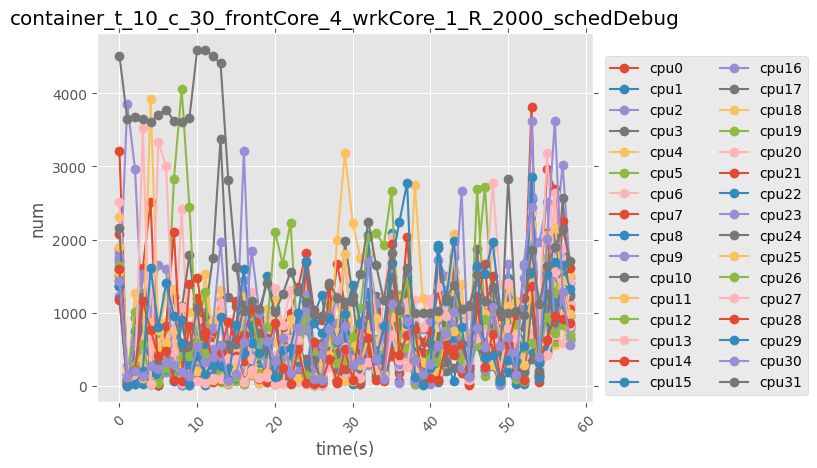 container_t_10_c_30_frontCore_4_wrkCore_1_R_2000_schedDebug
num
4000
3000
2000
1000
0
0
10
20
30
40
50
60
time(s)
cpu0
cpu1
cpu2
cpu3
cpu4
cpu5
cpu6
cpu7
cpu8
cpu9
cpu10
cpu11
cpu12
cpu13
cpu14
cpu15
cpu16
cpu17
cpu18
cpu19
cpu20
cpu21
cpu22
cpu23
cpu24
cpu25
cpu26
cpu27
cpu28
cpu29
cpu30
cpu31